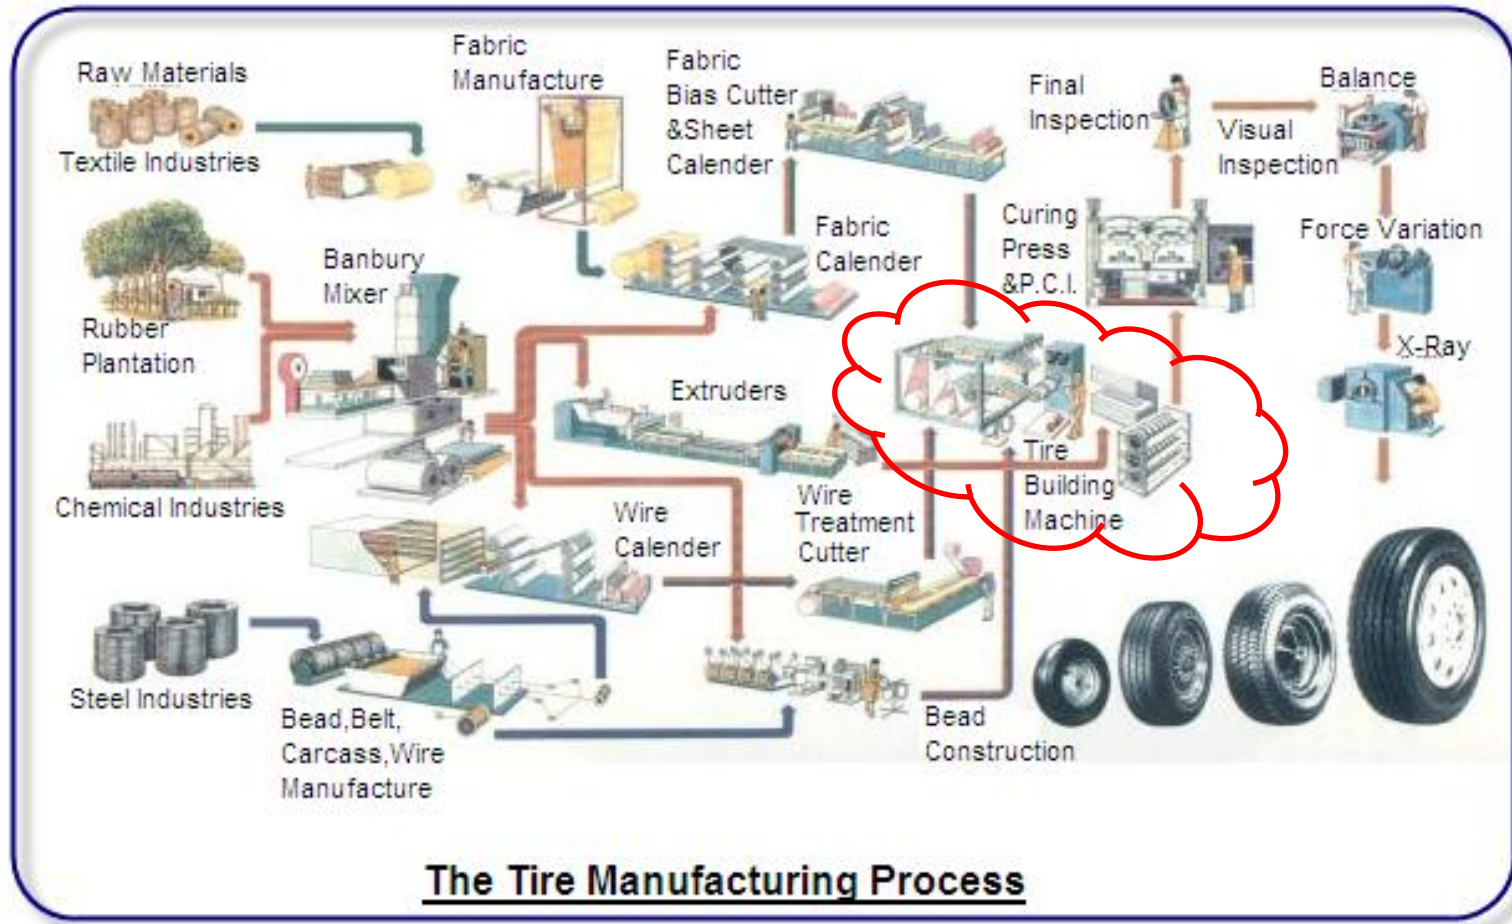 Raw Materials
Textile Industries
Fabric
Manufacture
Fabric
Bias Cutter
&Sheet
Calender
Final
Inspection
Visual
Inspection
Balance
Rubber
Plantation
Banbury
Mixer
Fabric
Calender
Curing
Press
&P.C.I.
Force Variation
X-Ray
Chemical Industries
Extruders
Tire
Building
Machine
Wire
Calender
Wire
Treatment
Cutter
Steel Industries
Bead,Belt,
Carcass,Wire
Manufacture
Bead
Construction
The Tire Manufacturing Process